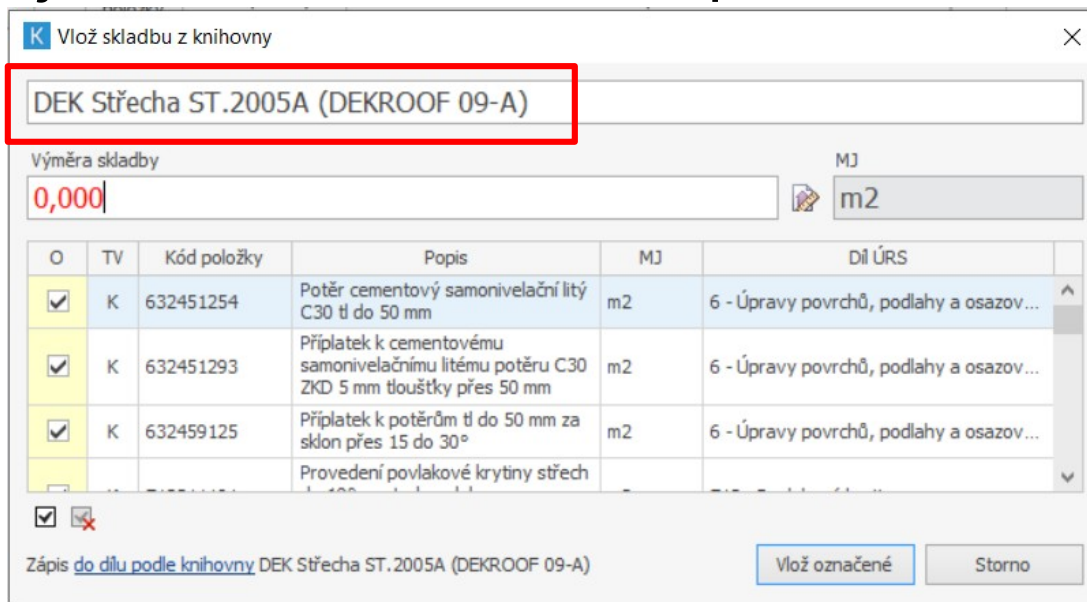 K Vlož skladbu z knihovny
DEK Střecha ST.2005A (DEKROOF 09-A)
Výměra skladby MJ
0,000 m2
O TV Kód položky Popis MJ Díl ÚRS
K 632451254 Potěr cementový samonivelační litý C30 tl do 50 mm m2 6 - Úpravy povrchů, podlahy a osazov...
K 632451293 Příplatek k cementovému samonivelačnímu litému potěru C30 ZKD 5 mm tloušťky přes 50 mm m2 6 - Úpravy povrchů, podlahy a osazov...
K 632459125 Příplatek k potěrům tl do 50 mm za sklon přes 15 do 30° m2 6 - Úpravy povrchů, podlahy a osazov...
Provedení povlakové krytiny střech
Zápis do dílu podle knihovny DEK Střecha ST.2005A (DEKROOF 09-A) Vlož označené Storno